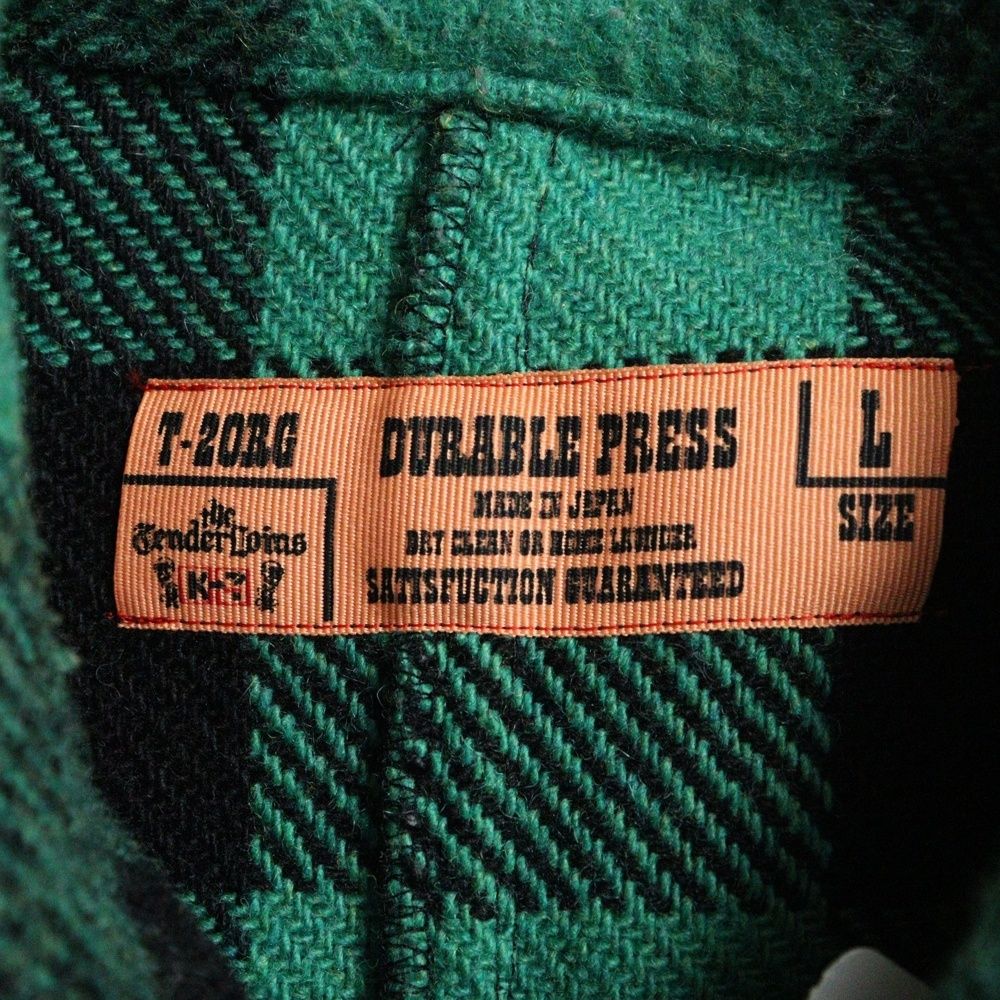 T-20RG
the
TenderLoins
DURABLE PRESS
MADE IN JAPAN
DRY CLEAN OR HOME LAUNDER
SATISFUCTION GUARANTEED
L
SIZE